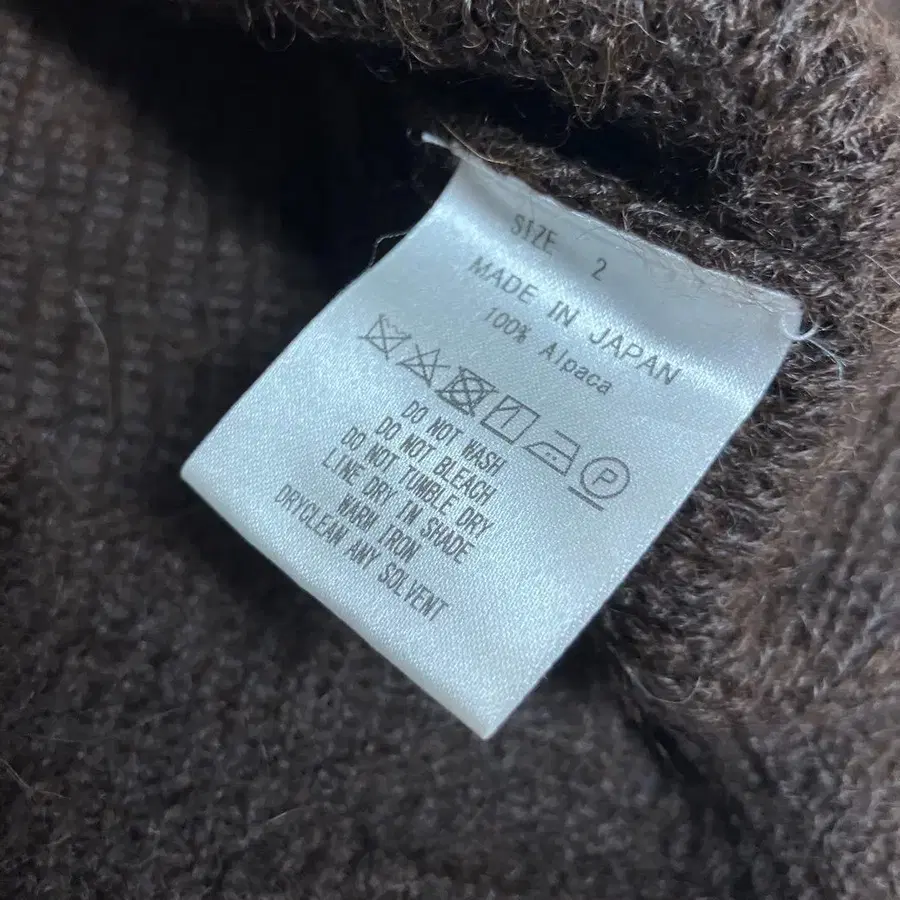 SIZE 2
MADE IN JAPAN
100% Alpaca
P
DO NOT WASH
DO NOT BLEACH
DO NOT TUMBLE DRY
LINE DRY IN SHADE
WARM IRON
DRYCLEAN ANY SOLVENT